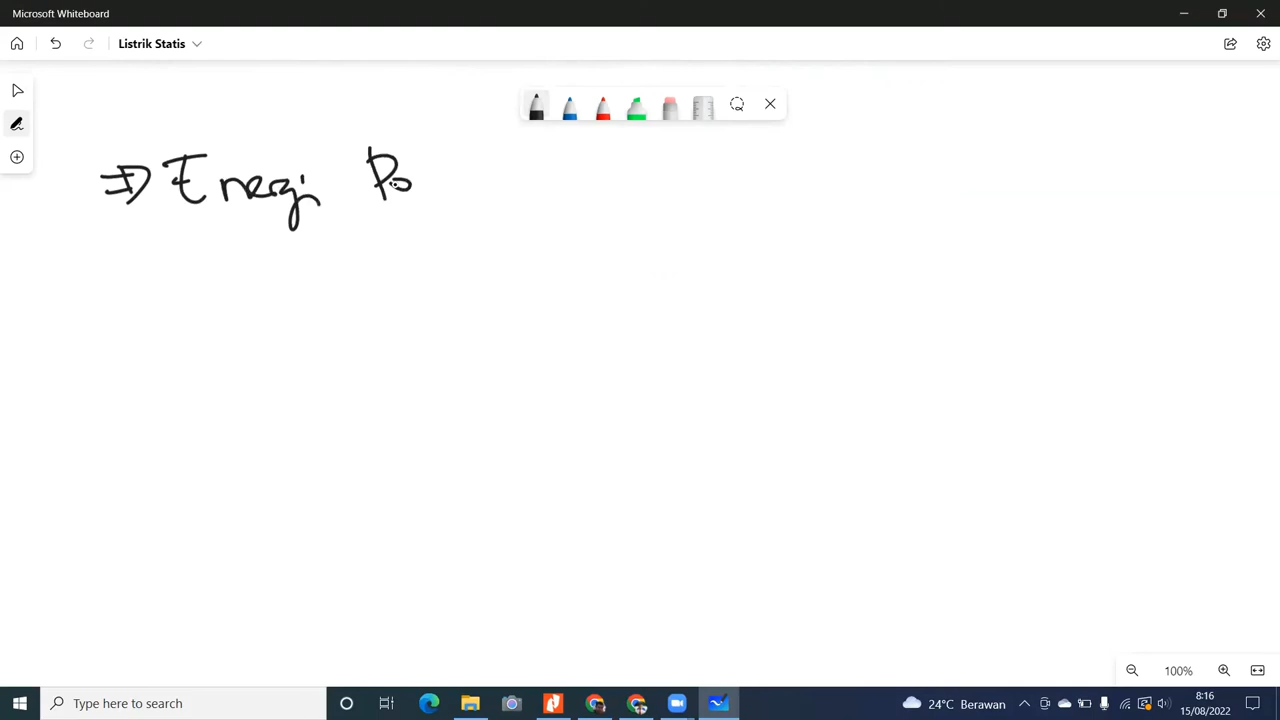 Microsoft Whiteboard
Listrik Statis
⇒ Energi Po
100%
Type here to search
24°C Berawan
8:16
15/08/2022